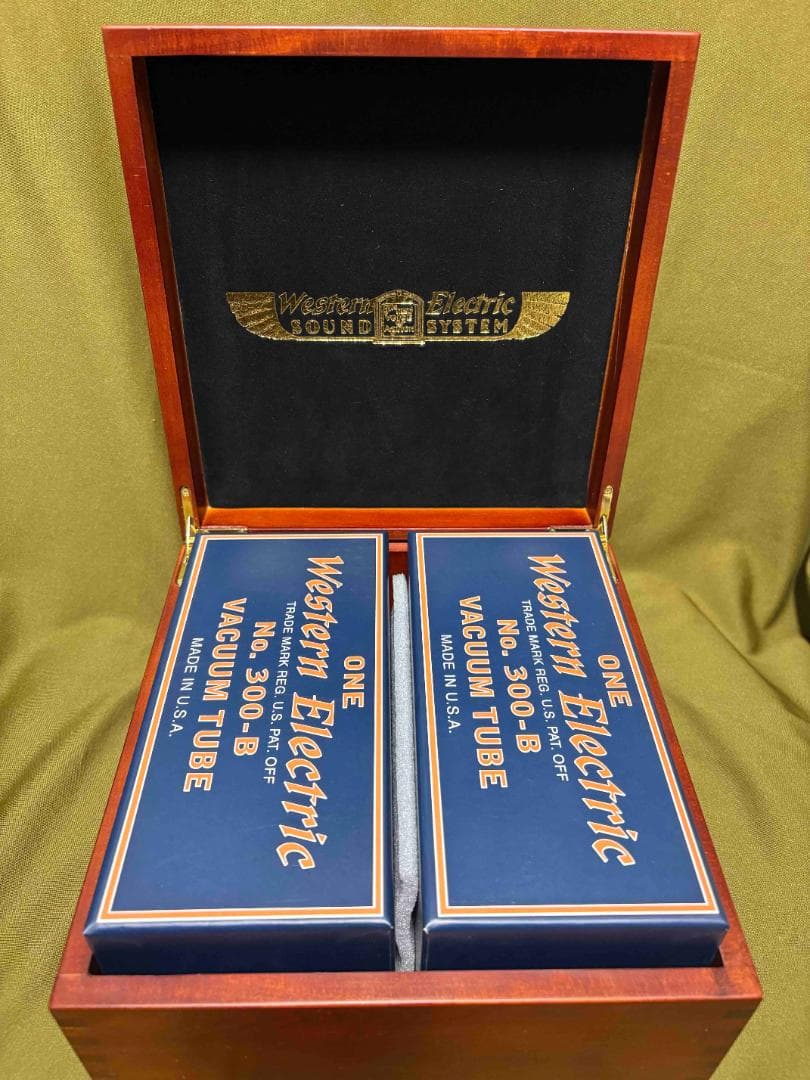 Western Electric
SOUND SYSTEM
ONE
Western Electric
TRADE MARK REG. U.S. PAT. OFF
No. 300-B
VACUUM TUBE
MADE IN U.S.A.
ONE
Western Electric
TRADE MARK REG. U.S. PAT. OFF
No. 300-B
VACUUM TUBE
MADE IN U.S.A.